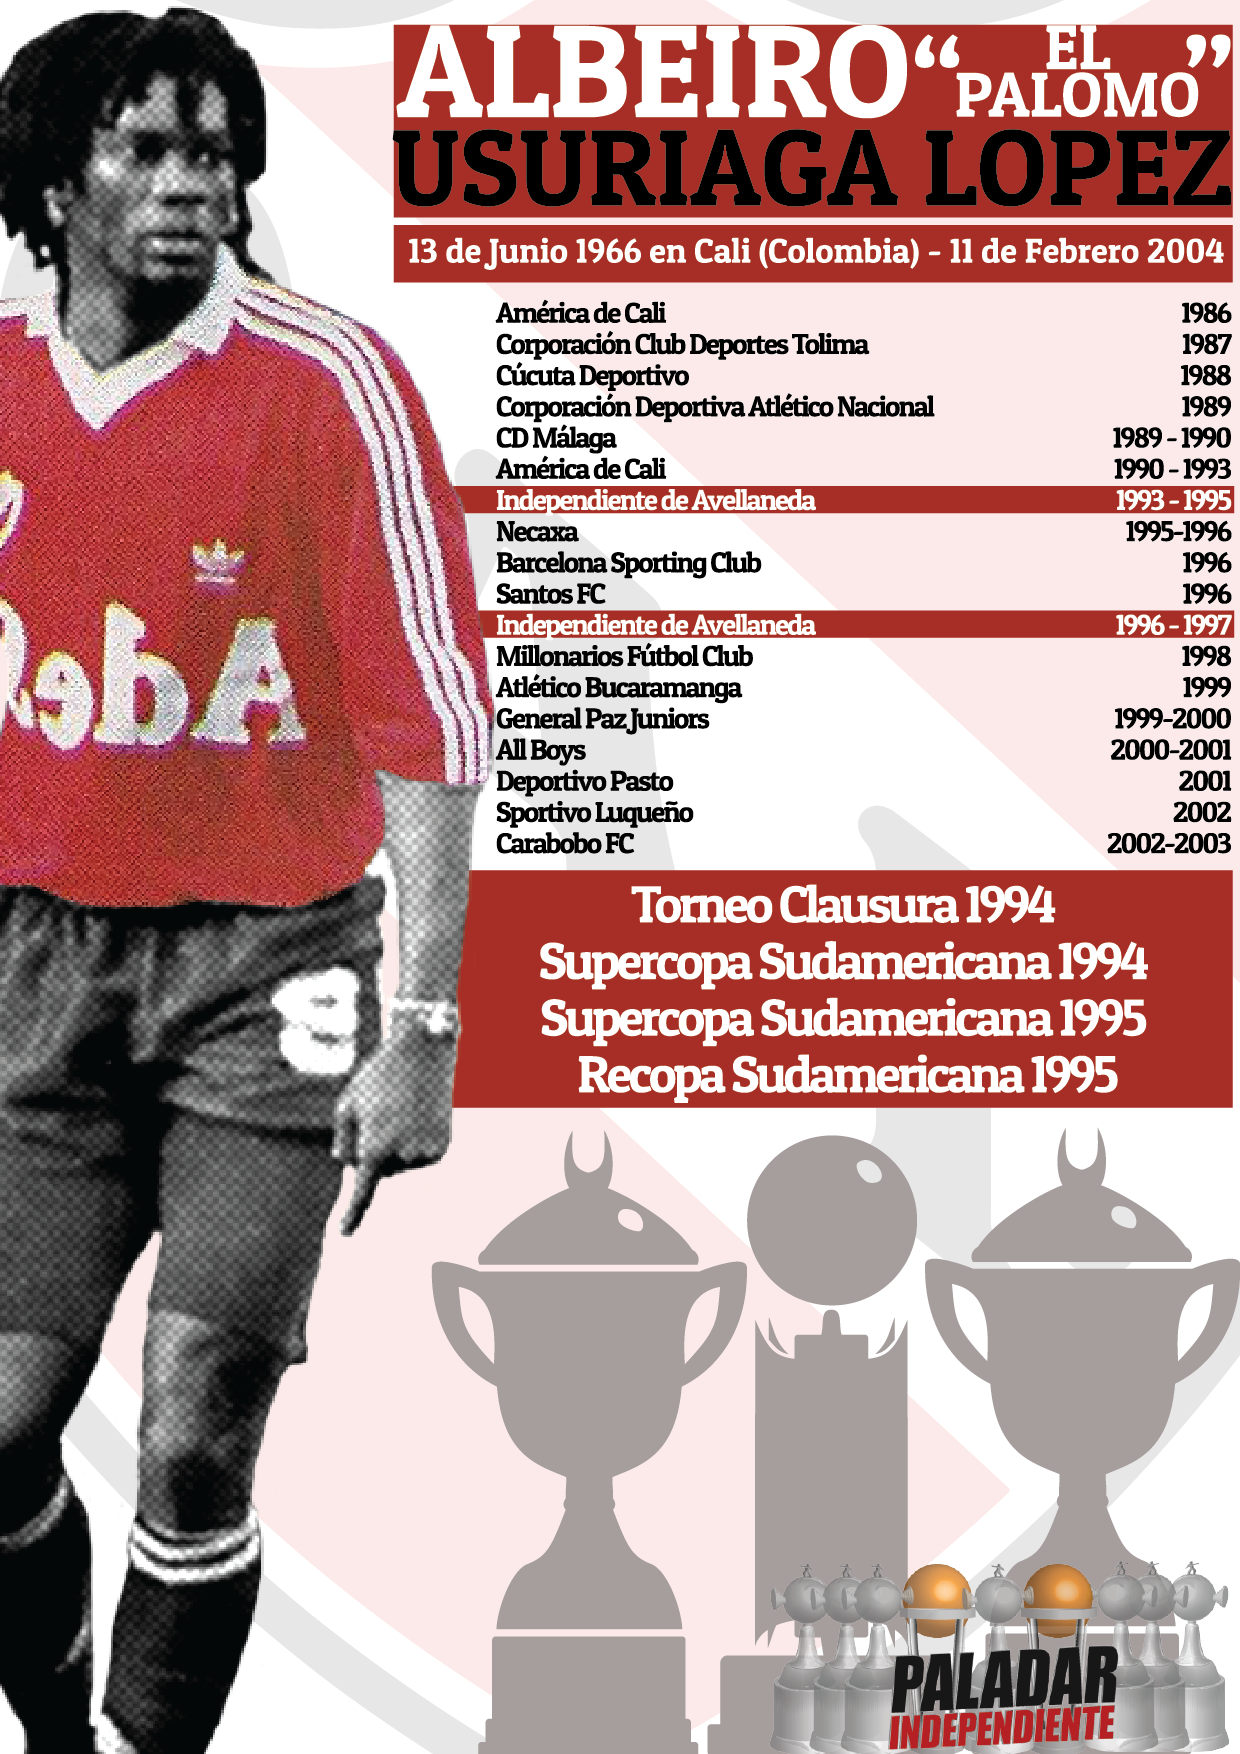 ALBEIRO “EL PALOMO”
USURIAGA LOPEZ
13 de Junio 1966 en Cali (Colombia) - 11 de Febrero 2004
América de Cali 1986
Corporación Club Deportes Tolima 1987
Cúcuta Deportivo 1988
Corporación Deportiva Atlético Nacional 1989
CD Málaga 1989 - 1990
América de Cali 1990 - 1993
Independiente de Avellaneda 1993 - 1995
Necaxa 1995-1996
Barcelona Sporting Club 1996
Santos FC 1996
Independiente de Avellaneda 1996 - 1997
Millonarios Fútbol Club 1998
Atlético Bucaramanga 1999
General Paz Juniors 1999-2000
All Boys 2000-2001
Deportivo Pasto 2001
Sportivo Luqueño 2002
Carabobo FC 2002-2003
Torneo Clausura 1994
Supercopa Sudamericana 1994
Supercopa Sudamericana 1995
Recopa Sudamericana 1995
PALADAR
INDEPENDIENTE